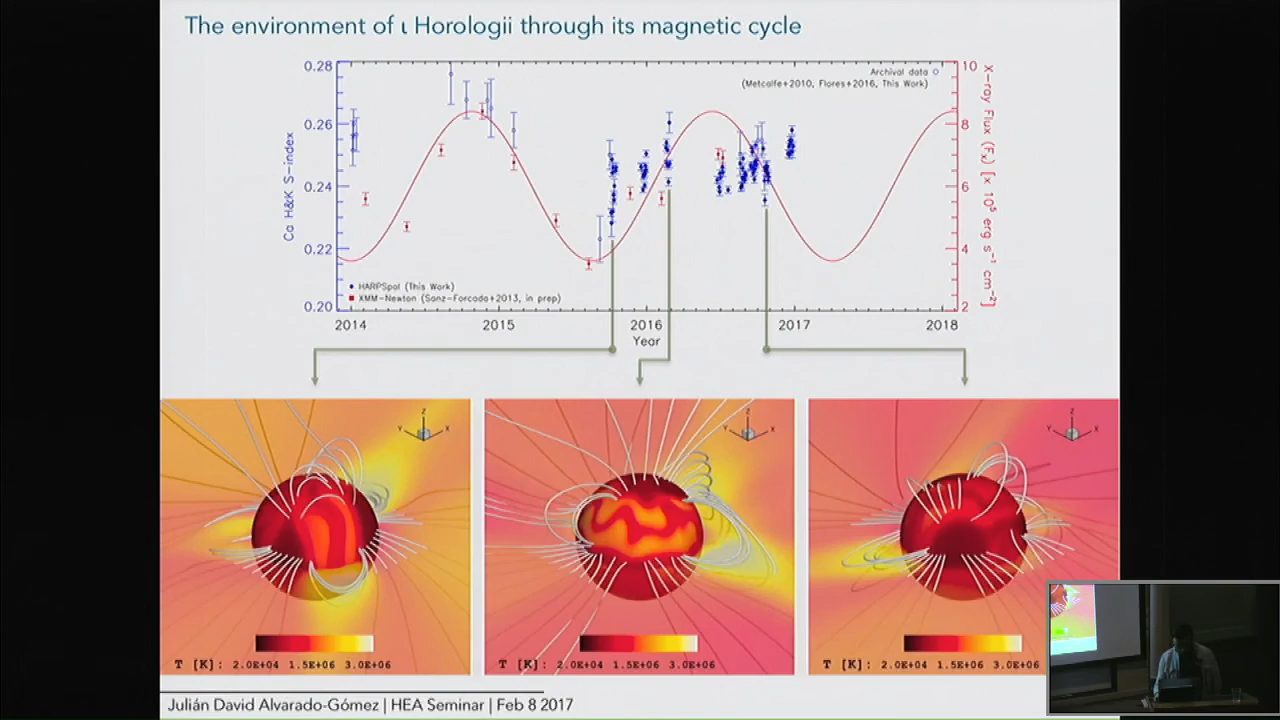 The environment of ι Horologii through its magnetic cycle
0.28
0.26
0.24
0.22
0.20
Ca H&K S-index
Archival data
(Metcalfe+2010, Flores+2016, This Work)
HARPSpol (This Work)
XMM-Newton (Sanz-Forcada+2013, in prep)
10
8
6
4
2
X-ray Flux (Fx) [x 10⁵ erg s⁻¹ cm⁻²]
2014 2015 2016 2017 2018
Year
Z
Y X
T [K]: 2.0E+04 1.5E+06 3.0E+06
Z
Y X
T [K]: 2.0E+04 1.5E+06 3.0E+06
Z
Y X
T [K]: 2.0E+04 1.5E+06 3.0E+06
Julián David Alvarado-Gómez | HEA Seminar | Feb 8 2017